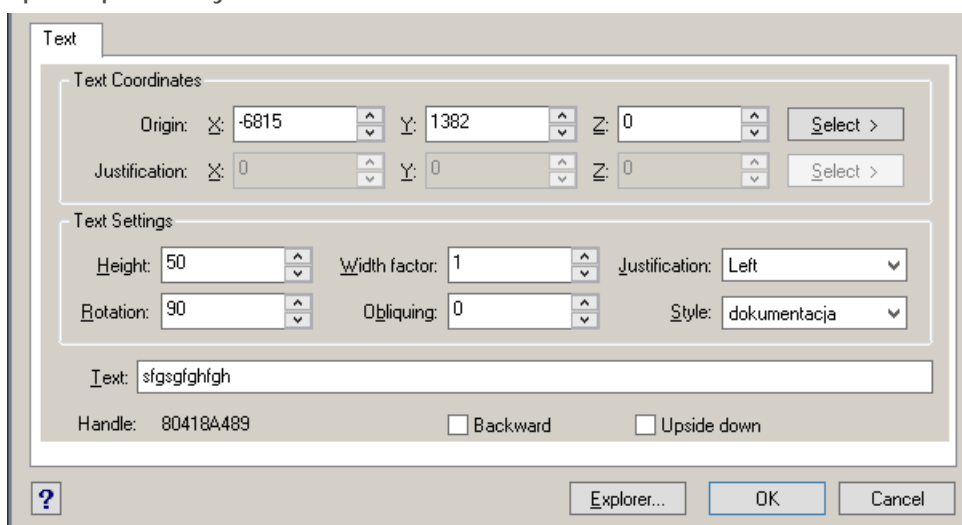 Text
Text Coordinates
Origin: X: -6815 Y: 1382 Z: 0 Select >
Justification: X: 0 Y: 0 Z: 0 Select >
Text Settings
Height: 50 Width factor: 1 Justification: Left
Rotation: 90 Obliquing: 0 Style: dokumentacja
Text: sfgsgfghfgh
Handle: 80418A489 Backward Upside down
? Explorer... OK Cancel